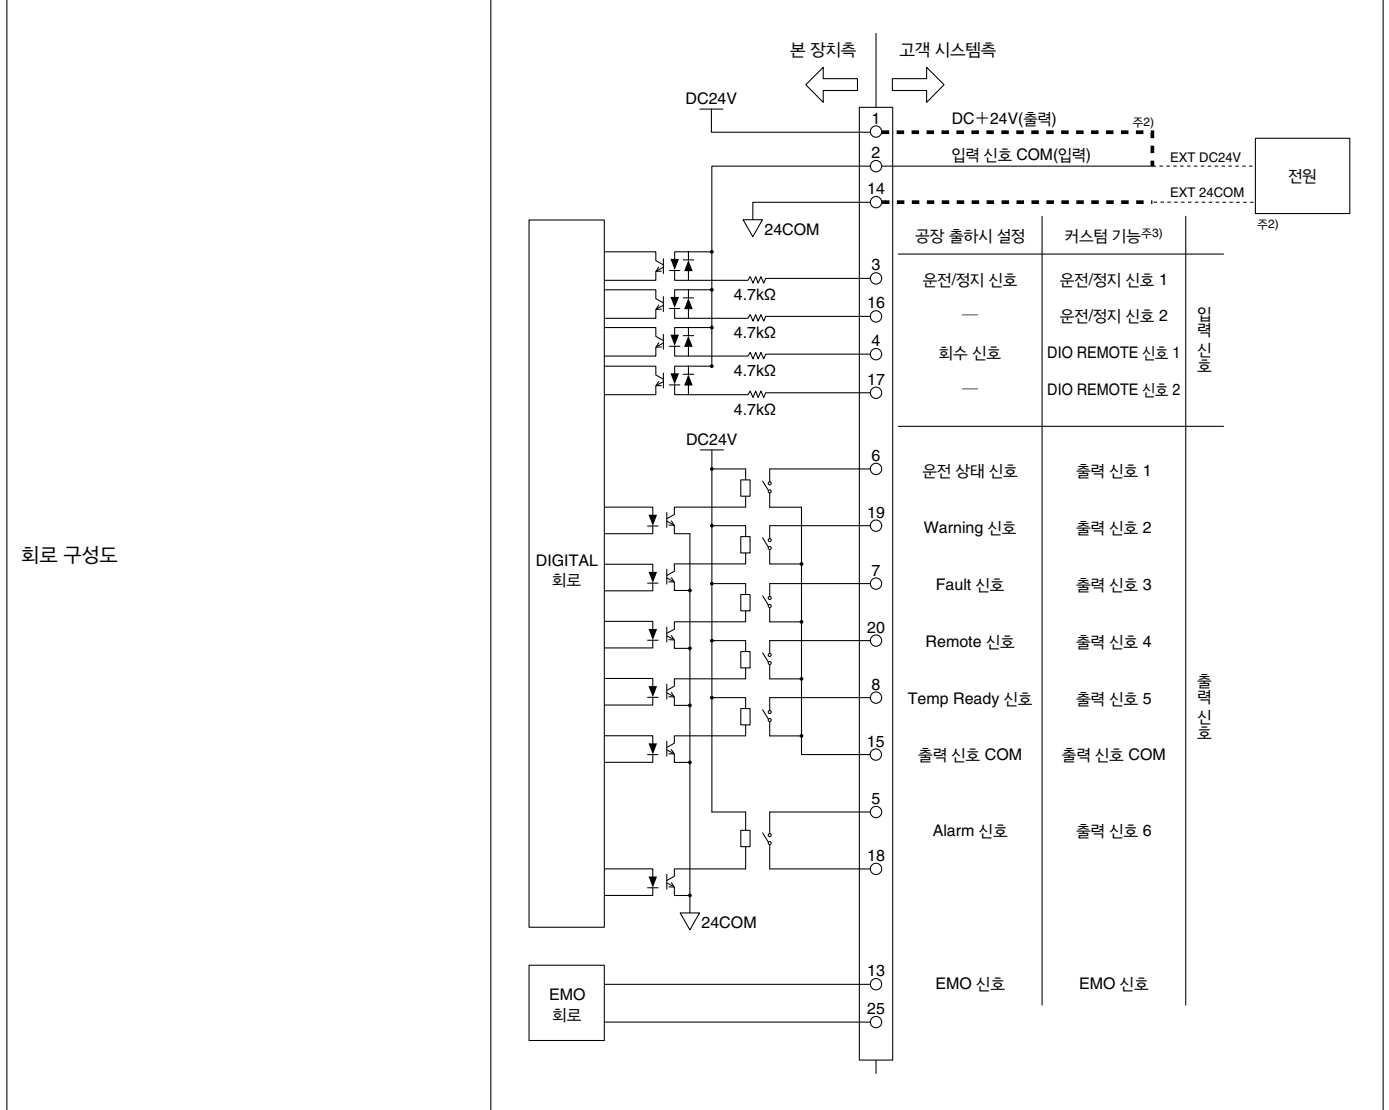 회로 구성도
본 장치측
고객 시스템측
DC24V
1
DC＋24V(출력)
주2)
2
입력 신호 COM(입력)
EXT DC24V
전원
14
EXT 24COM
주2)
24COM
공장 출하시 설정
커스텀 기능주3)
3
4.7kΩ
운전/정지 신호
운전/정지 신호 1
16
4.7kΩ
—
운전/정지 신호 2
입력 신호
4
4.7kΩ
회수 신호
DIO REMOTE 신호 1
17
4.7kΩ
—
DIO REMOTE 신호 2
DC24V
6
운전 상태 신호
출력 신호 1
19
Warning 신호
출력 신호 2
DIGITAL
회로
7
Fault 신호
출력 신호 3
20
Remote 신호
출력 신호 4
8
Temp Ready 신호
출력 신호 5
출력 신호
15
출력 신호 COM
출력 신호 COM
5
Alarm 신호
출력 신호 6
18
24COM
EMO
회로
13
EMO 신호
EMO 신호
25